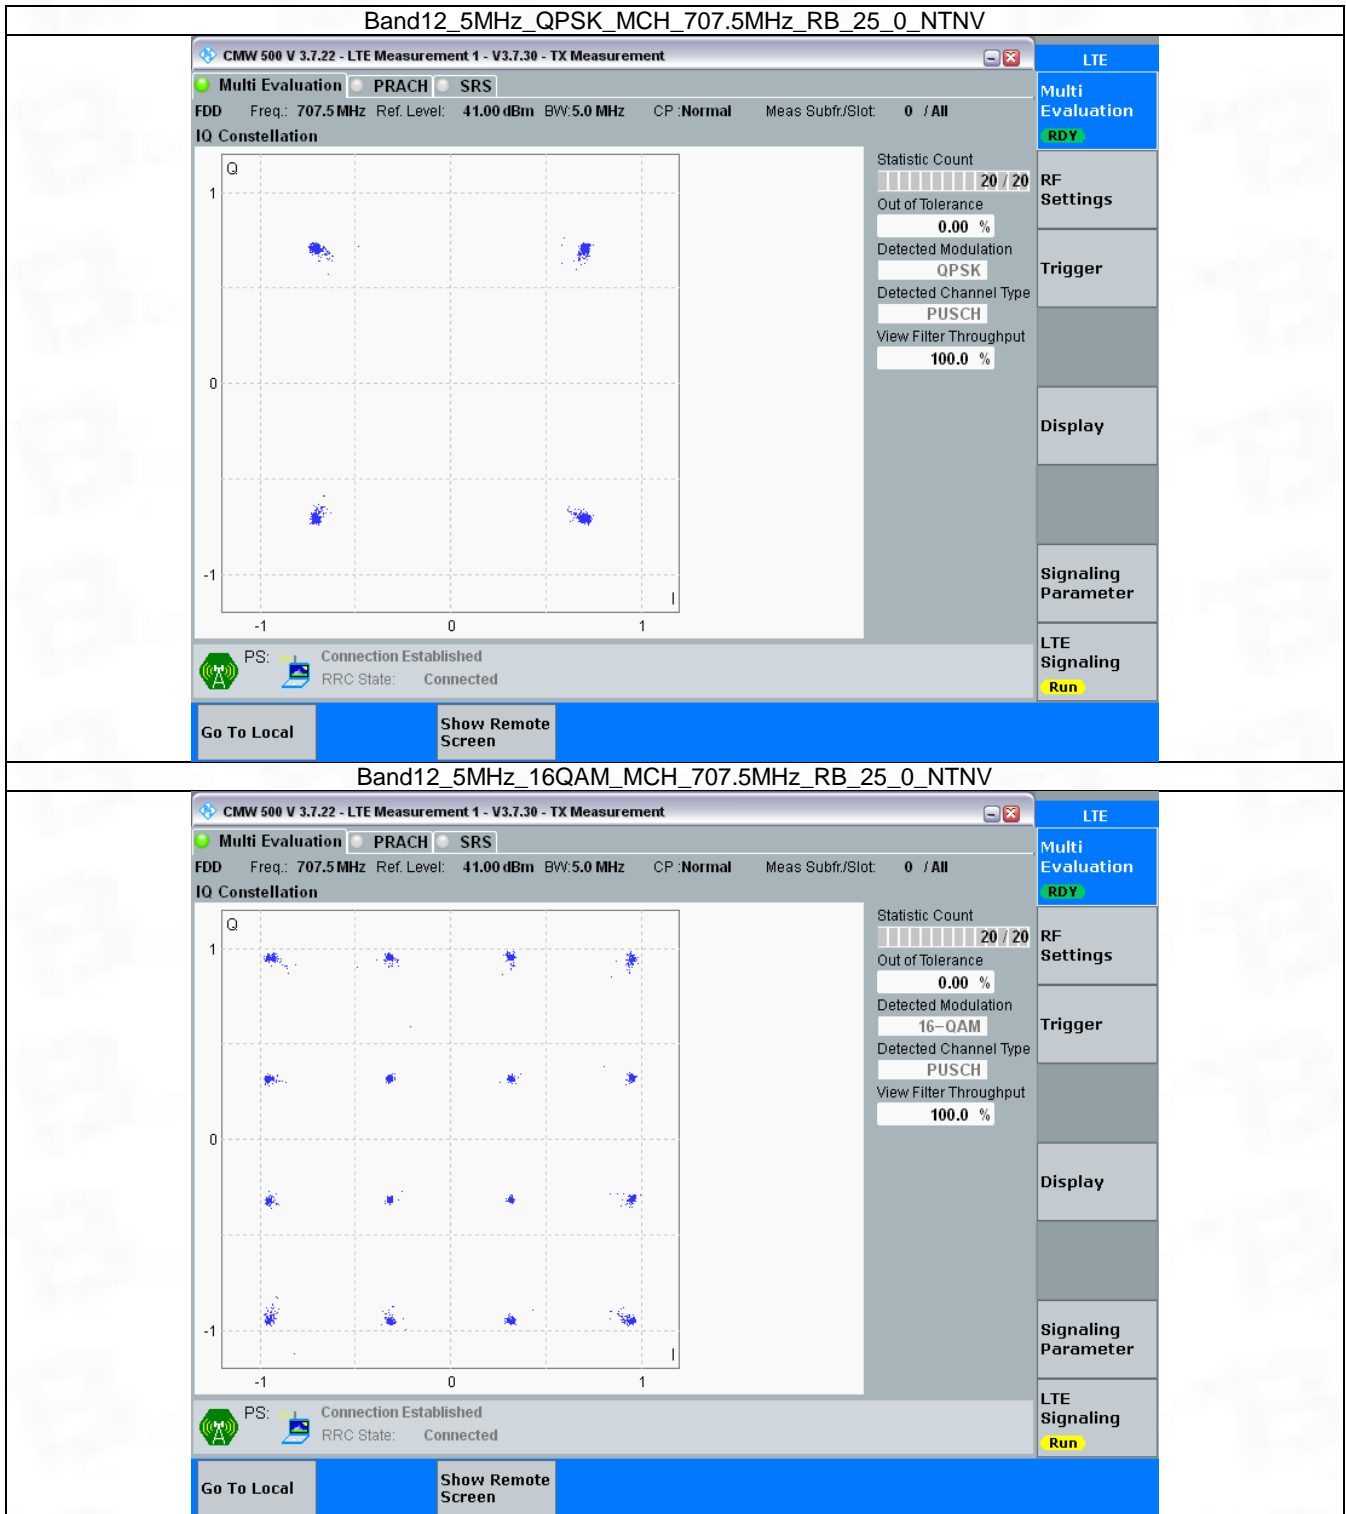 Band12_5MHz_QPSK_MCH_707.5MHz_RB_25_0_NTNV
CMW 500 V 3.7.22 - LTE Measurement 1 - V3.7.30 - TX Measurement
LTE
Multi Evaluation PRACH SRS
Multi
Evaluation
RDY
FDD Freq.: 707.5 MHz Ref. Level: 41.00 dBm BW:5.0 MHz CP :Normal Meas Subfr./Slot: 0 / All
IQ Constellation
Q
1
0
-1
I
-1 0 1
Statistic Count
20 / 20
Out of Tolerance
0.00 %
Detected Modulation
QPSK
Detected Channel Type
PUSCH
View Filter Throughput
100.0 %
RF
Settings
Trigger
Display
Signaling
Parameter
LTE
Signaling
Run
PS: Connection Established
RRC State: Connected
Go To Local
Show Remote
Screen
Band12_5MHz_16QAM_MCH_707.5MHz_RB_25_0_NTNV
CMW 500 V 3.7.22 - LTE Measurement 1 - V3.7.30 - TX Measurement
LTE
Multi Evaluation PRACH SRS
Multi
Evaluation
RDY
FDD Freq.: 707.5 MHz Ref. Level: 41.00 dBm BW:5.0 MHz CP :Normal Meas Subfr./Slot: 0 / All
IQ Constellation
Q
1
0
-1
I
-1 0 1
Statistic Count
20 / 20
Out of Tolerance
0.00 %
Detected Modulation
16-QAM
Detected Channel Type
PUSCH
View Filter Throughput
100.0 %
RF
Settings
Trigger
Display
Signaling
Parameter
LTE
Signaling
Run
PS: Connection Established
RRC State: Connected
Go To Local
Show Remote
Screen